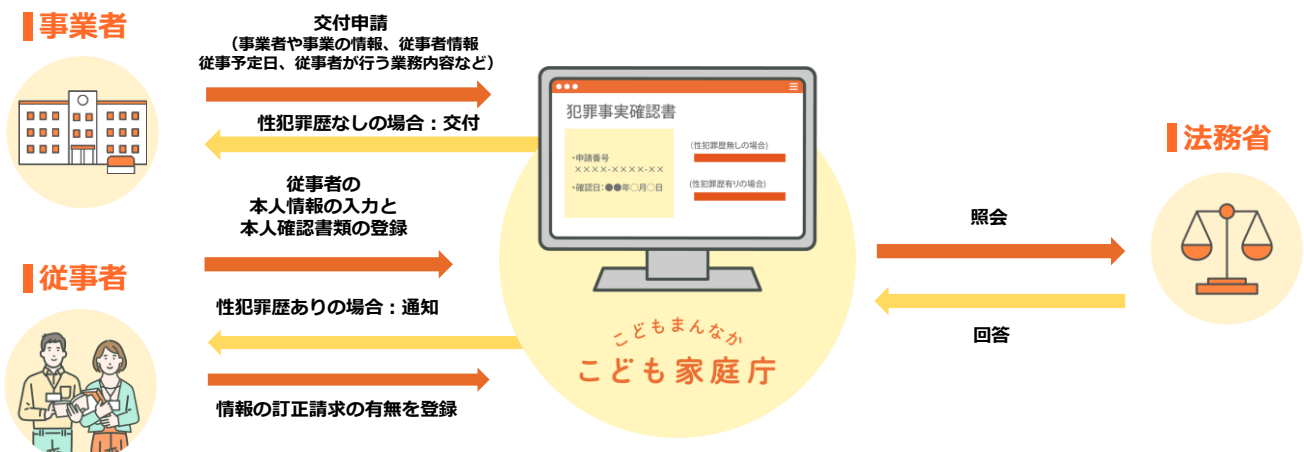 事業者
交付申請
（事業者や事業の情報、従事者情報
従事予定日、従事者が行う業務内容など）
性犯罪歴なしの場合：交付
従事者の
本人情報の入力と
本人確認書類の登録
従事者
性犯罪歴ありの場合：通知
情報の訂正請求の有無を登録
犯罪事実確認書
・申請番号
××××-××××-××
・確認日：●●年○月○日
(性犯罪歴無しの場合)
(性犯罪歴有りの場合)
こどもまんなか
こども家庭庁
照会
回答
法務省